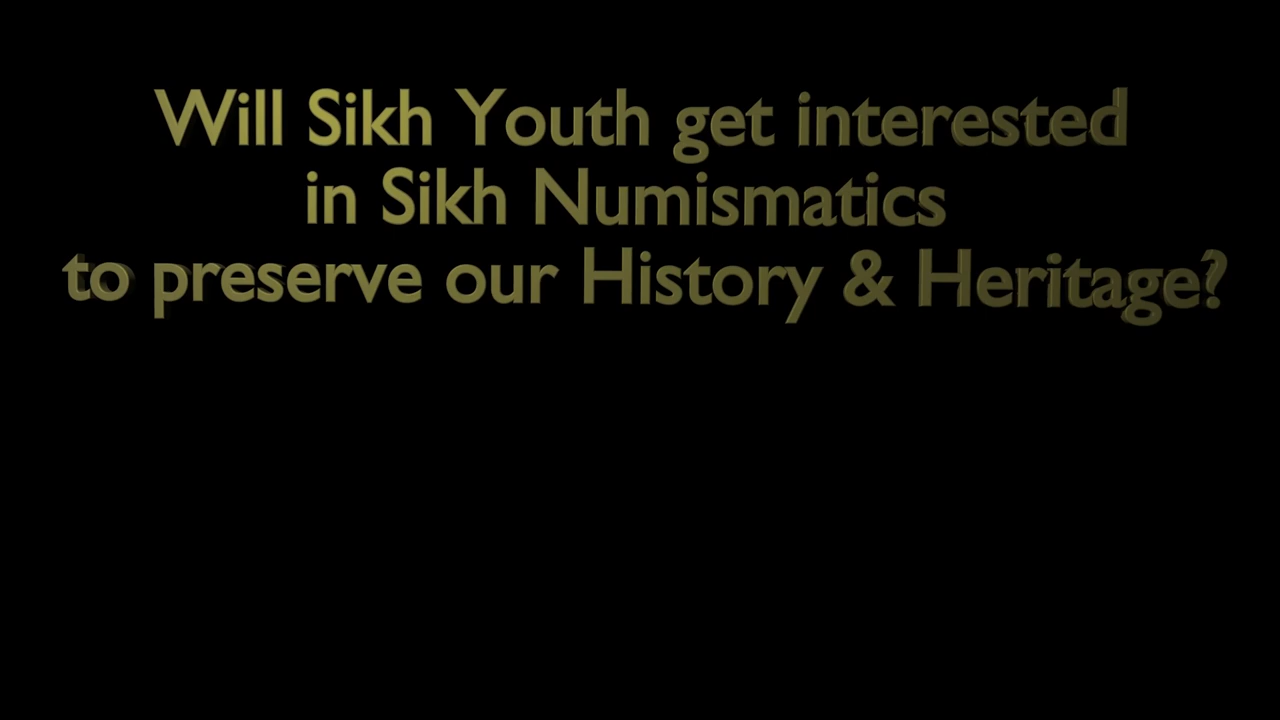 Will Sikh Youth get interested
in Sikh Numismatics
to preserve our History & Heritage?